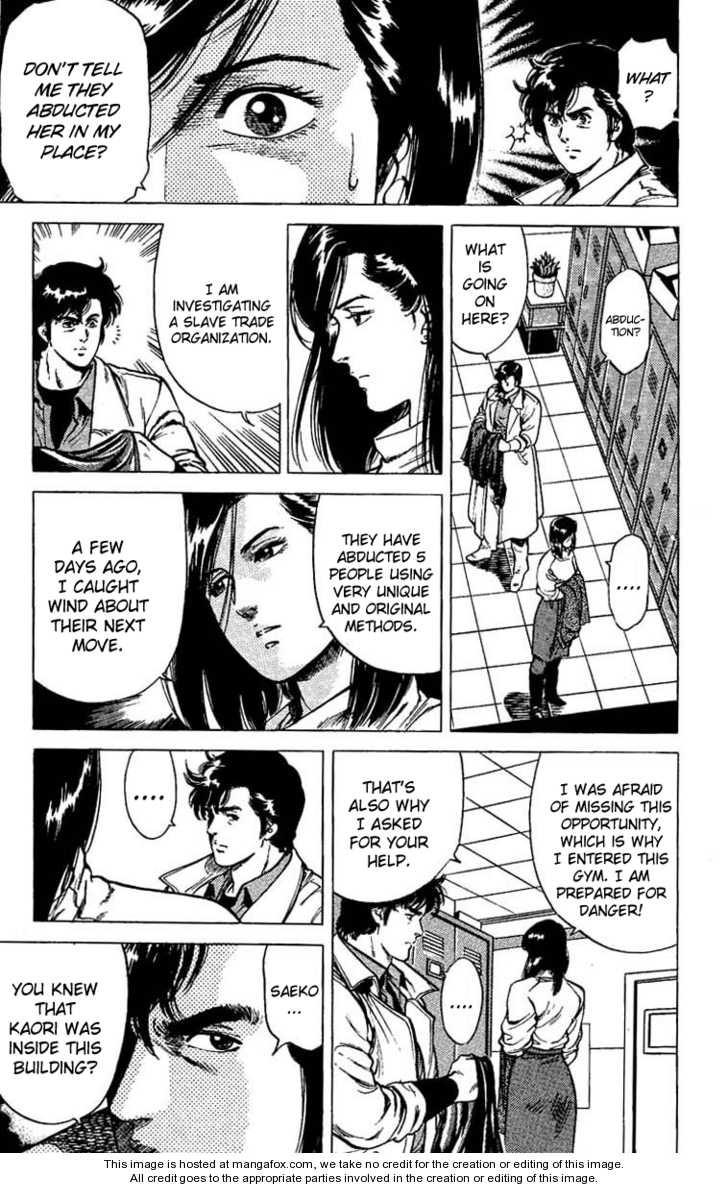 WHAT
?
DON'T TELL
ME THEY
ABDUCTED
HER IN MY
PLACE?
ABDUC-
TION?
WHAT
IS
GOING
ON
HERE?
....
I AM
INVESTIGATING
A SLAVE TRADE
ORGANIZATION.
THEY HAVE
ABDUCTED 5
PEOPLE USING
VERY UNIQUE
AND ORIGINAL
METHODS.
A FEW
DAYS AGO,
I CAUGHT
WIND ABOUT
THEIR NEXT
MOVE.
I WAS AFRAID
OF MISSING THIS
OPPORTUNITY,
WHICH IS WHY
I ENTERED THIS
GYM. I AM
PREPARED FOR
DANGER!
THAT'S
ALSO WHY
I ASKED
FOR YOUR
HELP.
....
....
SAEKO
...
YOU KNEW
THAT
KAORI WAS
INSIDE THIS
BUILDING?
This image is hosted at mangafox.com, we take no credit for the creation or editing of this image.
All credit goes to the appropriate parties involved in the creation or editing of this image.